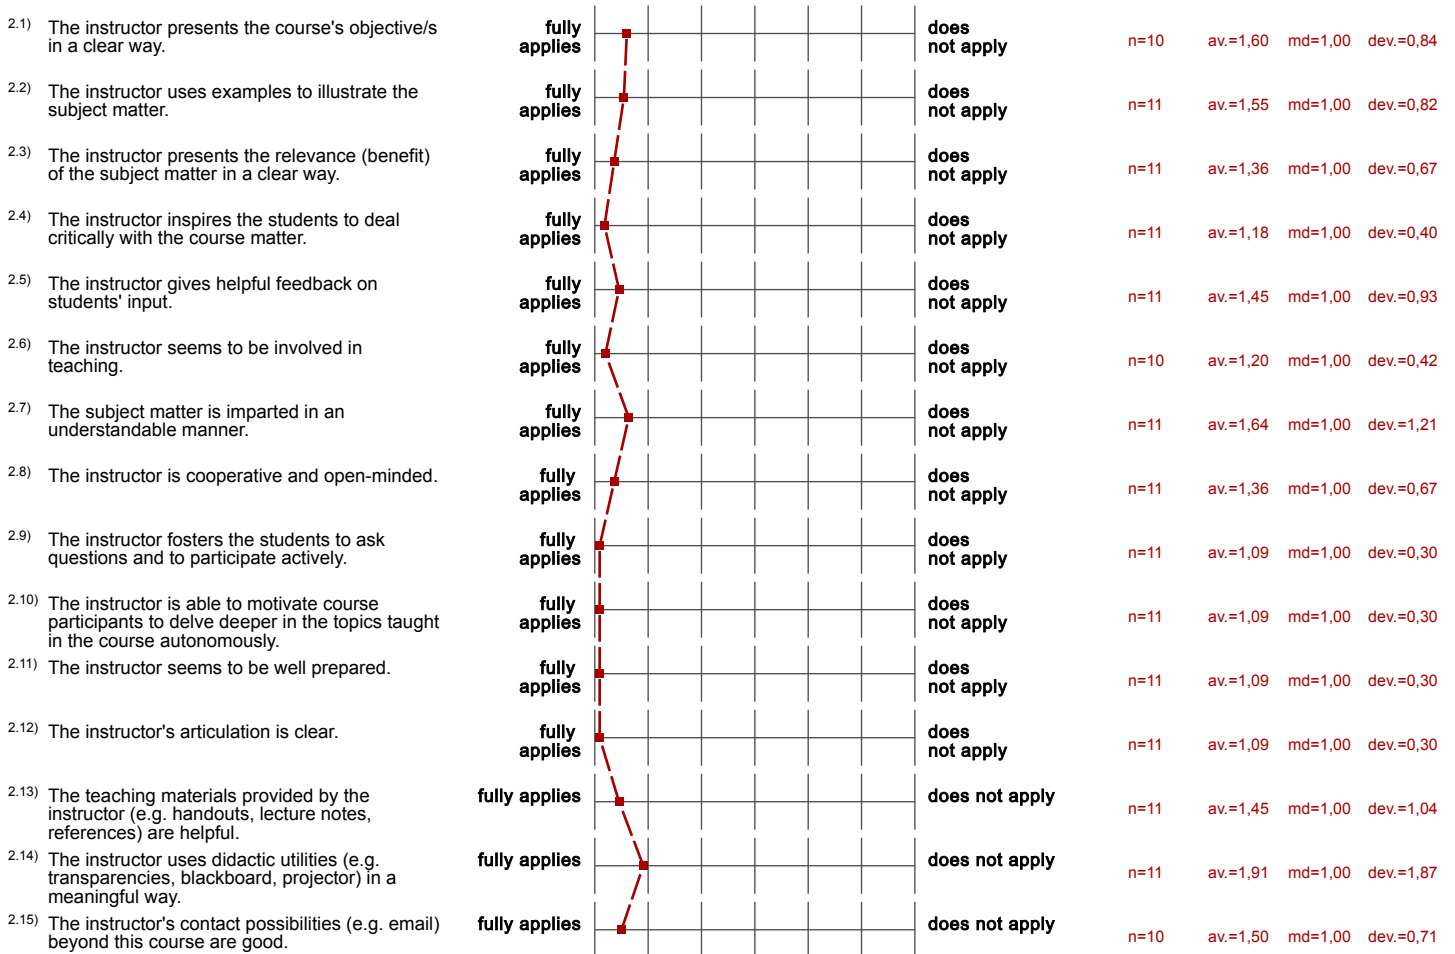 2.1) The instructor presents the course's objective/s fully does
in a clear way. applies not apply n=10 av.=1,60 md=1,00 dev.=0,84
2.2) The instructor uses examples to illustrate the fully does
subject matter. applies not apply n=11 av.=1,55 md=1,00 dev.=0,82
2.3) The instructor presents the relevance (benefit) fully does
of the subject matter in a clear way. applies not apply n=11 av.=1,36 md=1,00 dev.=0,67
2.4) The instructor inspires the students to deal fully does
critically with the course matter. applies not apply n=11 av.=1,18 md=1,00 dev.=0,40
2.5) The instructor gives helpful feedback on fully does
students' input. applies not apply n=11 av.=1,45 md=1,00 dev.=0,93
2.6) The instructor seems to be involved in fully does
teaching. applies not apply n=10 av.=1,20 md=1,00 dev.=0,42
2.7) The subject matter is imparted in an fully does
understandable manner. applies not apply n=11 av.=1,64 md=1,00 dev.=1,21
2.8) The instructor is cooperative and open-minded. fully does
applies not apply n=11 av.=1,36 md=1,00 dev.=0,67
2.9) The instructor fosters the students to ask fully does
questions and to participate actively. applies not apply n=11 av.=1,09 md=1,00 dev.=0,30
2.10) The instructor is able to motivate course fully does
participants to delve deeper in the topics taught applies not apply n=11 av.=1,09 md=1,00 dev.=0,30
in the course autonomously.
2.11) The instructor seems to be well prepared. fully does
applies not apply n=11 av.=1,09 md=1,00 dev.=0,30
2.12) The instructor's articulation is clear. fully does
applies not apply n=11 av.=1,09 md=1,00 dev.=0,30
2.13) The teaching materials provided by the fully applies does not apply
instructor (e.g. handouts, lecture notes, n=11 av.=1,45 md=1,00 dev.=1,04
references) are helpful.
2.14) The instructor uses didactic utilities (e.g. fully applies does not apply
transparencies, blackboard, projector) in a n=11 av.=1,91 md=1,00 dev.=1,87
meaningful way.
2.15) The instructor's contact possibilities (e.g. email) fully applies does not apply
beyond this course are good. n=10 av.=1,50 md=1,00 dev.=0,71